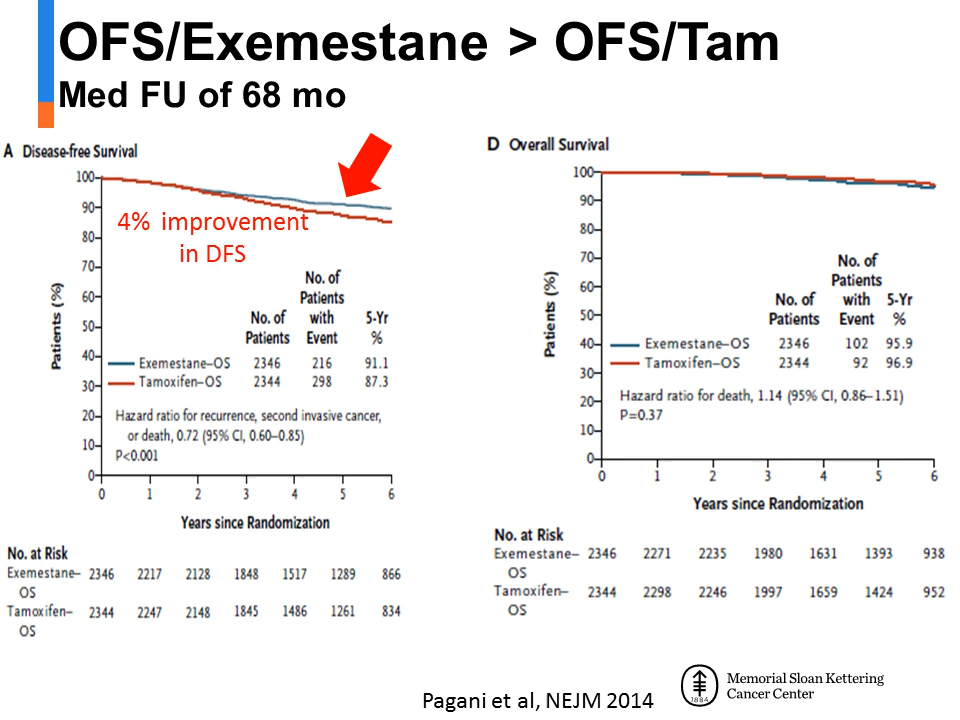 OFS/Exemestane > OFS/Tam
Med FU of 68 mo
A Disease-free Survival
100
90
80
70
60
50
40
30
20
10
0
Patients (%)
4% improvement
in DFS
No. of Patients
No. of Patients with Event
5-Yr %
Exemestane–OS 2346 216 91.1
Tamoxifen–OS 2344 298 87.3
Hazard ratio for recurrence, second invasive cancer,
or death, 0.72 (95% CI, 0.60–0.85)
P<0.001
0 1 2 3 4 5 6
Years since Randomization
No. at Risk
Exemestane– 2346 2217 2128 1848 1517 1289 866
OS
Tamoxifen– 2344 2247 2148 1845 1486 1261 834
OS
D Overall Survival
100
90
80
70
60
50
40
30
20
10
0
Patients (%)
No. of Patients
No. of Patients with Event
5-Yr %
Exemestane–OS 2346 102 95.9
Tamoxifen–OS 2344 92 96.9
Hazard ratio for death, 1.14 (95% CI, 0.86–1.51)
P=0.37
0 1 2 3 4 5 6
Years since Randomization
No. at Risk
Exemestane– 2346 2271 2235 1980 1631 1393 938
OS
Tamoxifen– 2344 2298 2246 1997 1659 1424 952
OS
Pagani et al, NEJM 2014
1884
Memorial Sloan Kettering
Cancer Center